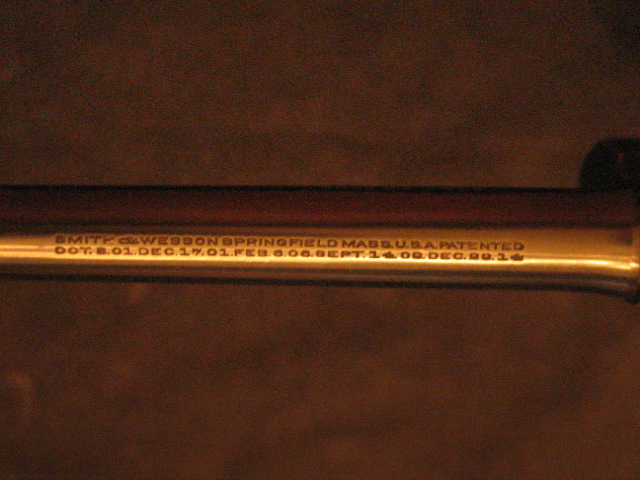 SMITH & WESSON SPRINGFIELD MASS. U.S.A. PATENTED
OCT. 8. 01. DEC. 17. 01. FEB. 6. 06. SEPT. 14. 09. DEC. 29. 14